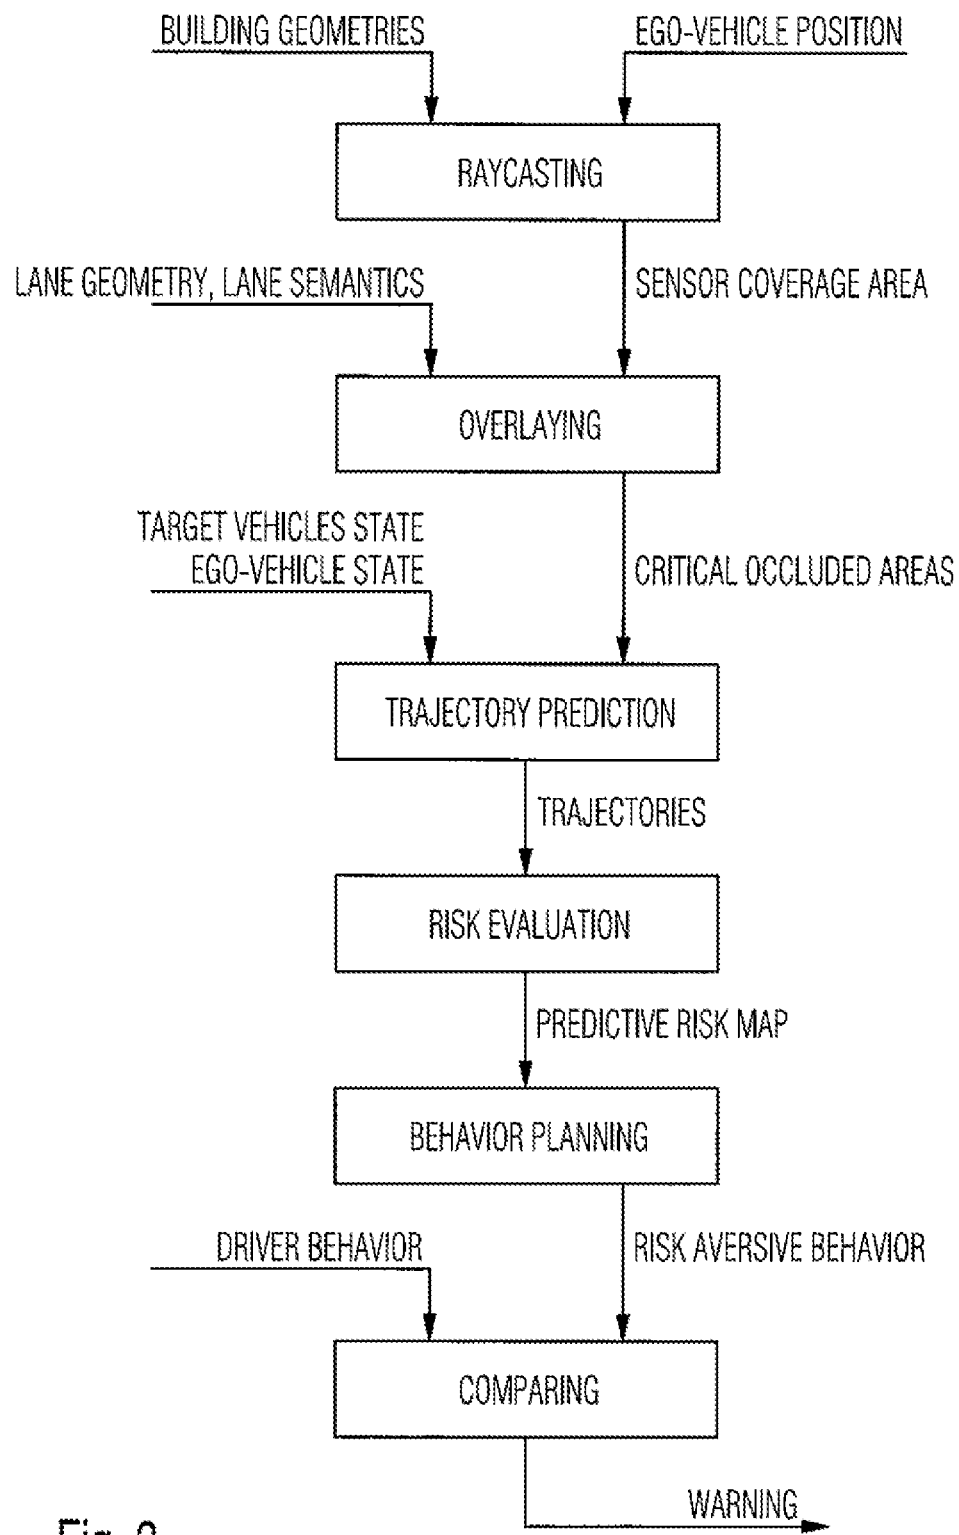 BUILDING GEOMETRIES
EGO-VEHICLE POSITION
RAYCASTING
LANE GEOMETRY, LANE SEMANTICS
SENSOR COVERAGE AREA
OVERLAYING
TARGET VEHICLES STATE
EGO-VEHICLE STATE
CRITICAL OCCLUDED AREAS
TRAJECTORY PREDICTION
TRAJECTORIES
RISK EVALUATION
PREDICTIVE RISK MAP
BEHAVIOR PLANNING
DRIVER BEHAVIOR
RISK AVERSIVE BEHAVIOR
COMPARING
WARNING
Fig.